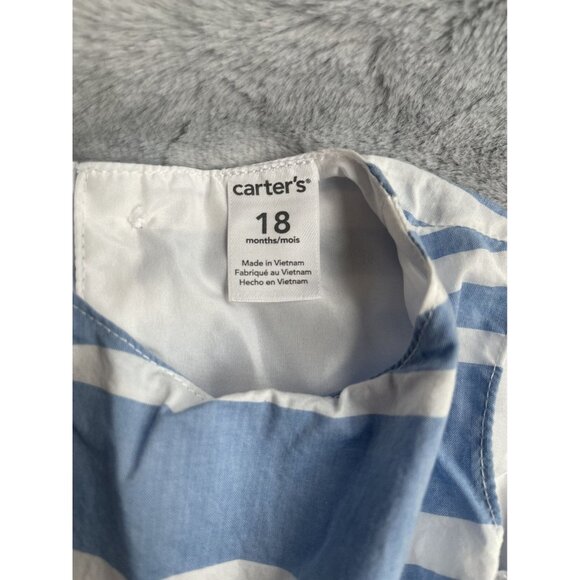 carter's®
18
months/mois
Made in Vietnam
Fabriqué au Vietnam
Hecho en Vietnam